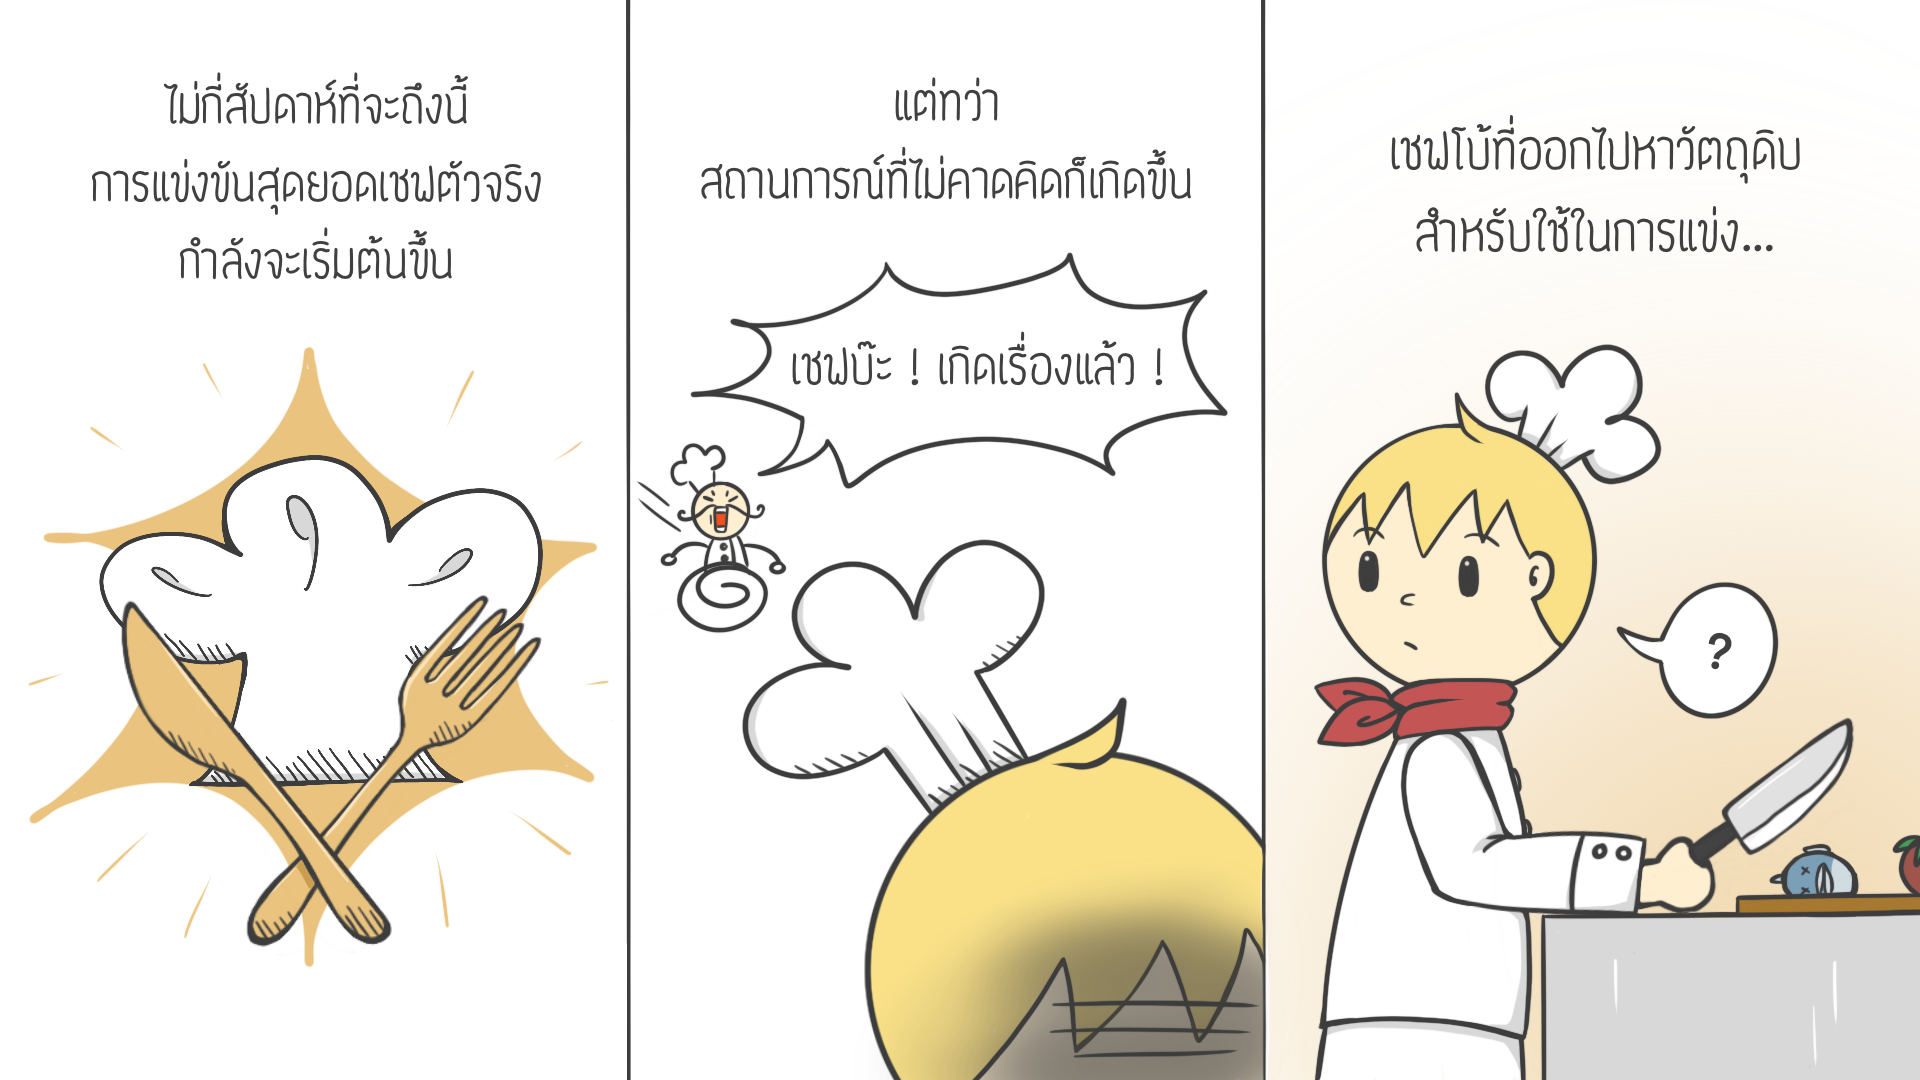 ไม่กี่สัปดาห์ที่จะถึงนี้
การแข่งขันสุดยอดเชฟตัวจริง
กำลังจะเริ่มต้นขึ้น
แต่ทว่า
สถานการณ์ที่ไม่คาดคิดก็เกิดขึ้น
เชฟบ๊ะ ! เกิดเรื่องแล้ว !
เชฟโบ้ที่ออกไปหาวัตถุดิบ
สำหรับใช้ในการแข่ง...
?